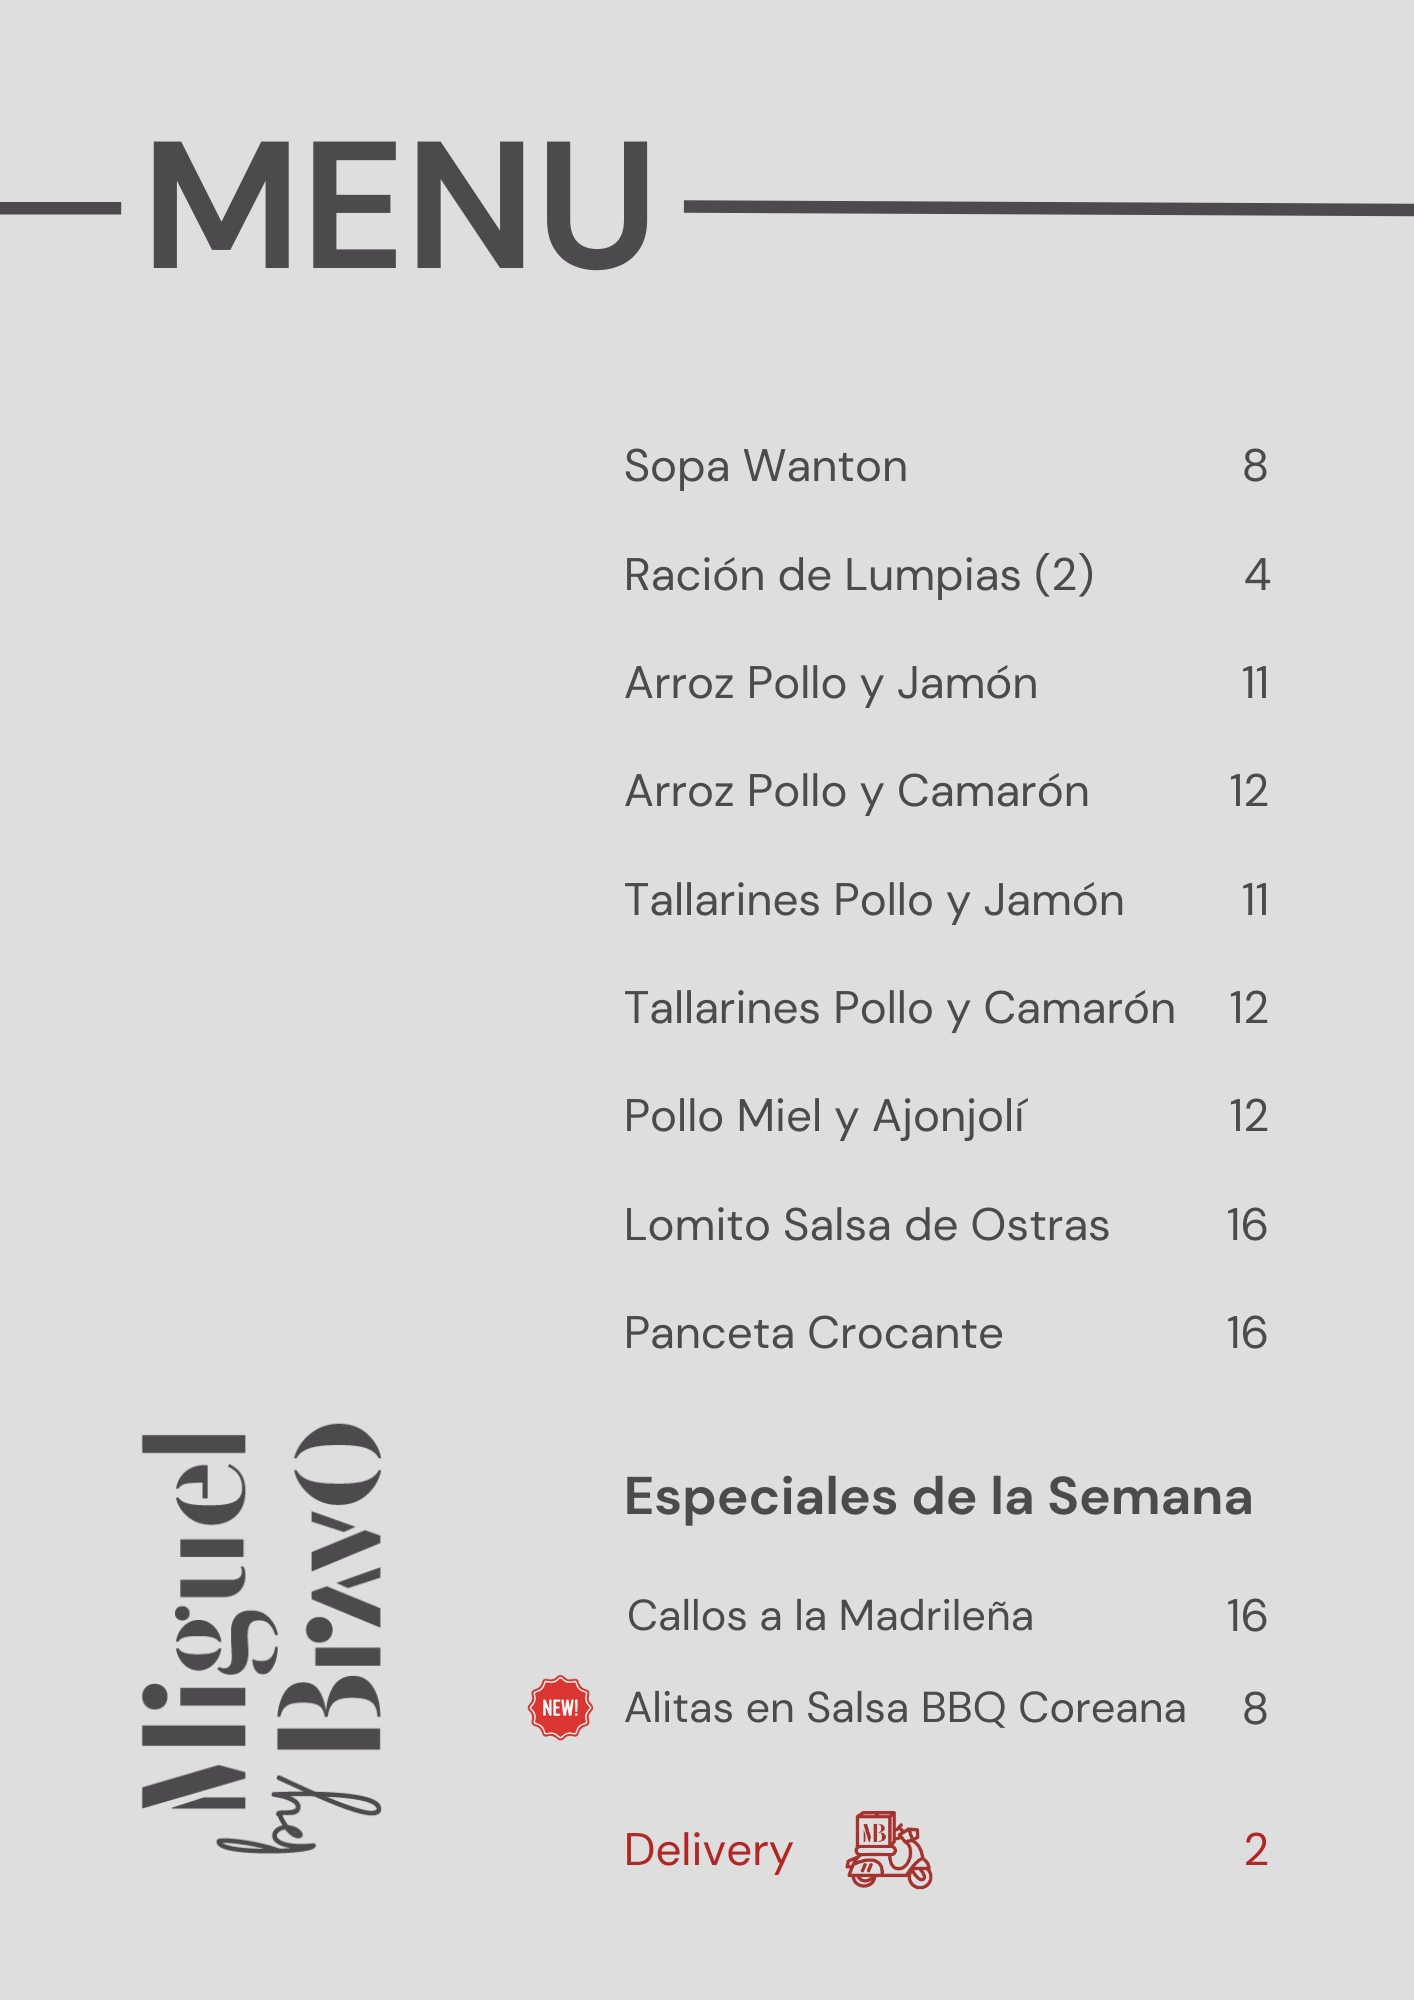 MENU
Sopa Wanton 8
Ración de Lumpias (2) 4
Arroz Pollo y Jamón 11
Arroz Pollo y Camarón 12
Tallarines Pollo y Jamón 11
Tallarines Pollo y Camarón 12
Pollo Miel y Ajonjolí 12
Lomito Salsa de Ostras 16
Panceta Crocante 16
Especiales de la Semana
Callos a la Madrileña 16
NEW! Alitas en Salsa BBQ Coreana 8
Delivery MB 2
Miguel
by Bravo